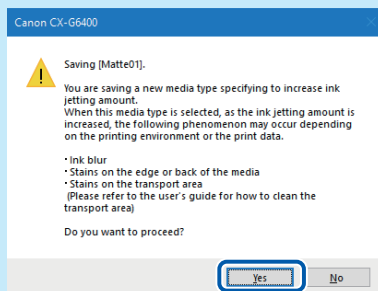 Canon CX-G6400
Saving [Matte01].
You are saving a new media type specifying to increase ink
jetting amount.
When this media type is selected, as the ink jetting amount is
increased, the following phenomenon may occur depending
on the printing environment or the print data.
・Ink blur
・Stains on the edge or back of the media
・Stains on the transport area
(Please refer to the user's guide for how to clean the
transport area)
Do you want to proceed?
Yes No